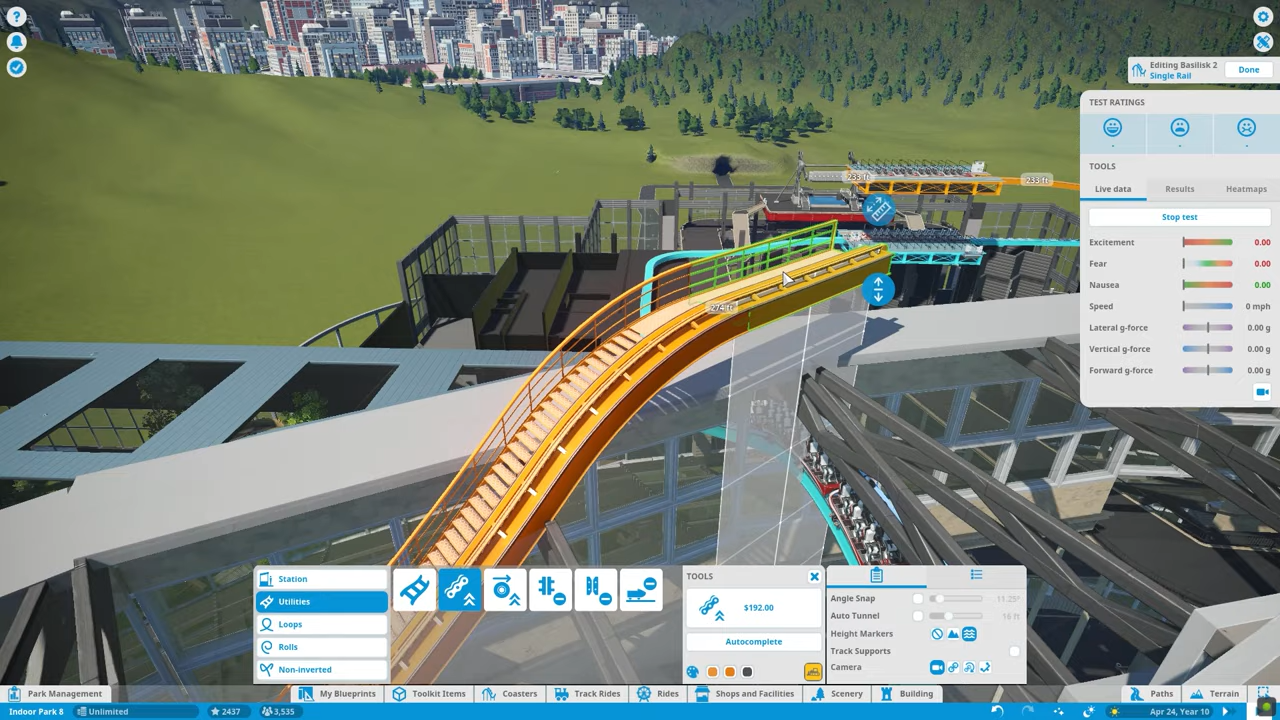 ?
Editing Basilisk 2
Single Rail
Done
TEST RATINGS
- - -
TOOLS
Live data Results Heatmaps
Stop test
Excitement 0.00
Fear 0.00
Nausea 0.00
Speed 0 mph
Lateral g-force 0.00 g
Vertical g-force 0.00 g
Forward g-force 0.00 g
233 ft 233 ft
274 ft
Station
Utilities
Loops
Rolls
Non-inverted
TOOLS
$192.00
Autocomplete
Angle Snap 11.25°
Auto Tunnel 16 ft
Height Markers
Track Supports
Camera
Park Management My Blueprints Toolkit Items Coasters Track Rides Rides Shops and Facilities Scenery Building Paths Terrain
Indoor Park 8 Unlimited 2437 3,535 Apr 24, Year 10